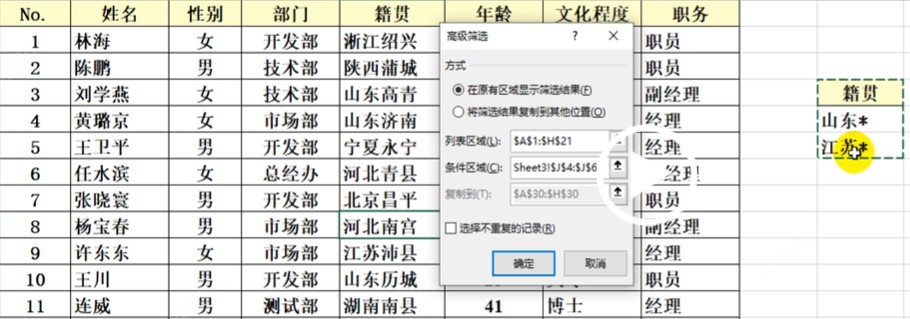 No. 姓名 性别 部门 籍贯 年龄 文化程度 职务
1 林海 女 开发部 浙江绍兴 职员
2 陈鹏 男 技术部 陕西蒲城 职员
3 刘学燕 女 技术部 山东高青 副经理
4 黄璐京 女 市场部 山东济南 经理
5 王卫平 男 开发部 宁夏永宁 经理
6 任水滨 女 总经办 河北青县 经理
7 张晓寰 男 开发部 北京昌平 职员
8 杨宝春 男 市场部 河北南宫 副经理
9 许东东 女 市场部 江苏沛县 经理
10 王川 男 开发部 山东历城 职员
11 连威 男 测试部 湖南南县 41 博士 经理
高级筛选 ? ×
方式
在原有区域显示筛选结果(F)
将筛选结果复制到其他位置(O)
列表区域(L): $A$1:$H$21
条件区域(C): Sheet3!$J$4:$J$6
复制到(T): $A$30:$H$30
选择不重复的记录(R)
确定 取消
籍贯
山东*
江苏*